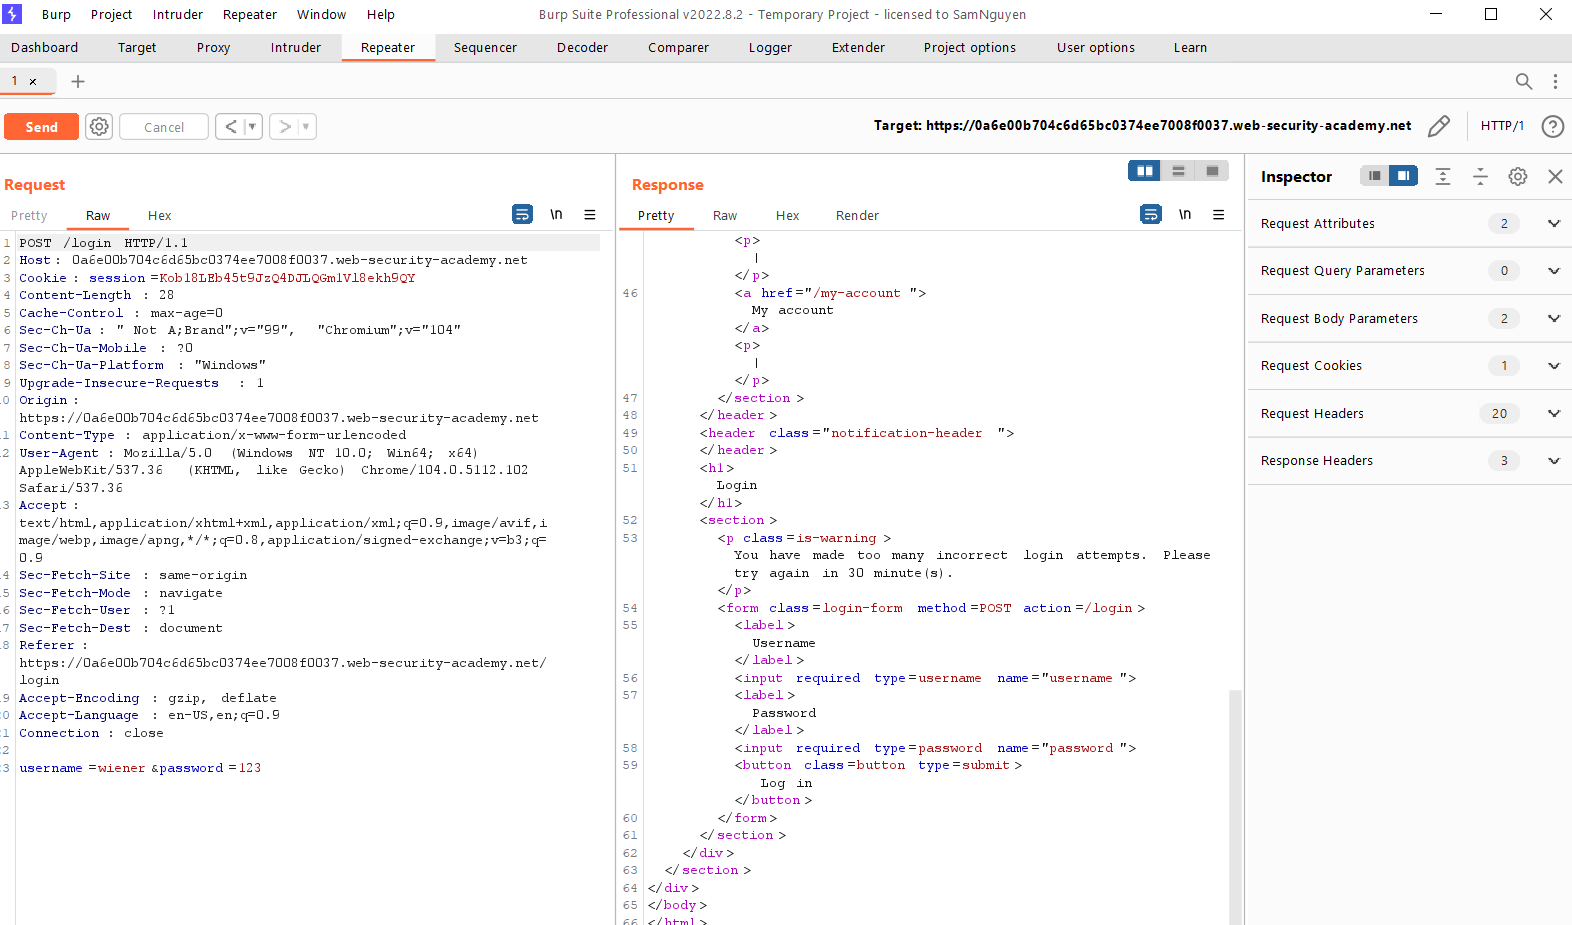 Burp Project Intruder Repeater Window Help
Burp Suite Professional v2022.8.2 - Temporary Project - licensed to SamNguyen
Dashboard Target Proxy Intruder Repeater Sequencer Decoder Comparer Logger Extender Project options User options Learn
1 ×
Send Cancel
Target: https://0a6e00b704c6d65bc0374ee7008f0037.web-security-academy.net
HTTP/1
Request
Pretty Raw Hex
\n
1 POST /login HTTP/1.1
2 Host: 0a6e00b704c6d65bc0374ee7008f0037.web-security-academy.net
3 Cookie: session=Kob18LEb45t9JzQ4DJLQGm1Vl8ekh9QY
4 Content-Length: 28
5 Cache-Control: max-age=0
6 Sec-Ch-Ua: " Not A;Brand";v="99", "Chromium";v="104"
7 Sec-Ch-Ua-Mobile: ?0
8 Sec-Ch-Ua-Platform: "Windows"
9 Upgrade-Insecure-Requests: 1
0 Origin:
https://0a6e00b704c6d65bc0374ee7008f0037.web-security-academy.net
1 Content-Type: application/x-www-form-urlencoded
2 User-Agent: Mozilla/5.0 (Windows NT 10.0; Win64; x64)
AppleWebKit/537.36 (KHTML, like Gecko) Chrome/104.0.5112.102
Safari/537.36
3 Accept:
text/html,application/xhtml+xml,application/xml;q=0.9,image/avif,i
mage/webp,image/apng,*/*;q=0.8,application/signed-exchange;v=b3;q=
0.9
4 Sec-Fetch-Site: same-origin
5 Sec-Fetch-Mode: navigate
6 Sec-Fetch-User: ?1
7 Sec-Fetch-Dest: document
8 Referer:
https://0a6e00b704c6d65bc0374ee7008f0037.web-security-academy.net/
login
9 Accept-Encoding: gzip, deflate
0 Accept-Language: en-US,en;q=0.9
1 Connection: close
2
3 username=wiener&password=123
Response
Pretty Raw Hex Render
\n
<p>
|
</p>
46 <a href="/my-account">
My account
</a>
<p>
|
</p>
47 </section>
48 </header>
49 <header class="notification-header">
50 </header>
51 <h1>
Login
</h1>
52 <section>
53 <p class=is-warning>
You have made too many incorrect login attempts. Please
try again in 30 minute(s).
</p>
54 <form class=login-form method=POST action=/login>
55 <label>
Username
</label>
56 <input required type=username name="username">
57 <label>
Password
</label>
58 <input required type=password name="password">
59 <button class=button type=submit>
Log in
</button>
60 </form>
61 </section>
62 </div>
63 </section>
64 </div>
65 </body>
66 </html>
Inspector
Request Attributes 2
Request Query Parameters 0
Request Body Parameters 2
Request Cookies 1
Request Headers 20
Response Headers 3